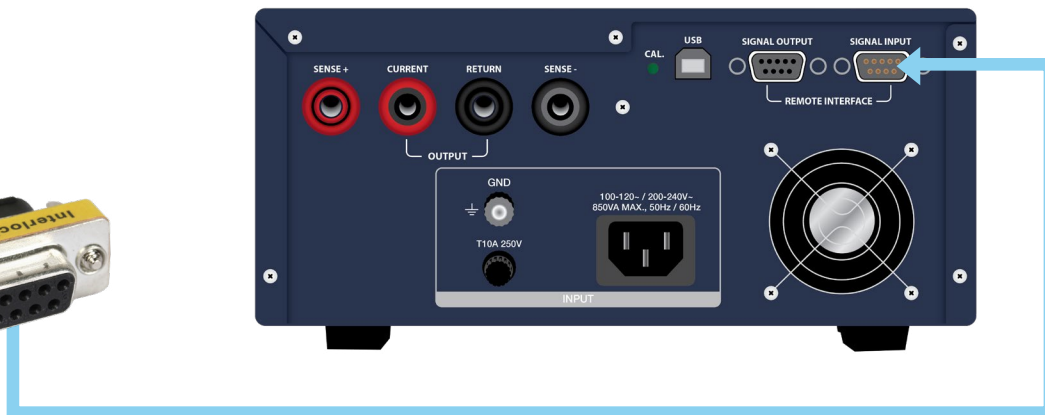 USB
SIGNAL OUTPUT
SIGNAL INPUT
CAL.
SENSE +
CURRENT
RETURN
SENSE -
REMOTE INTERFACE
OUTPUT
GND
100-120~ / 200-240V~
850VA MAX., 50Hz / 60Hz
T10A 250V
INPUT
Interloc